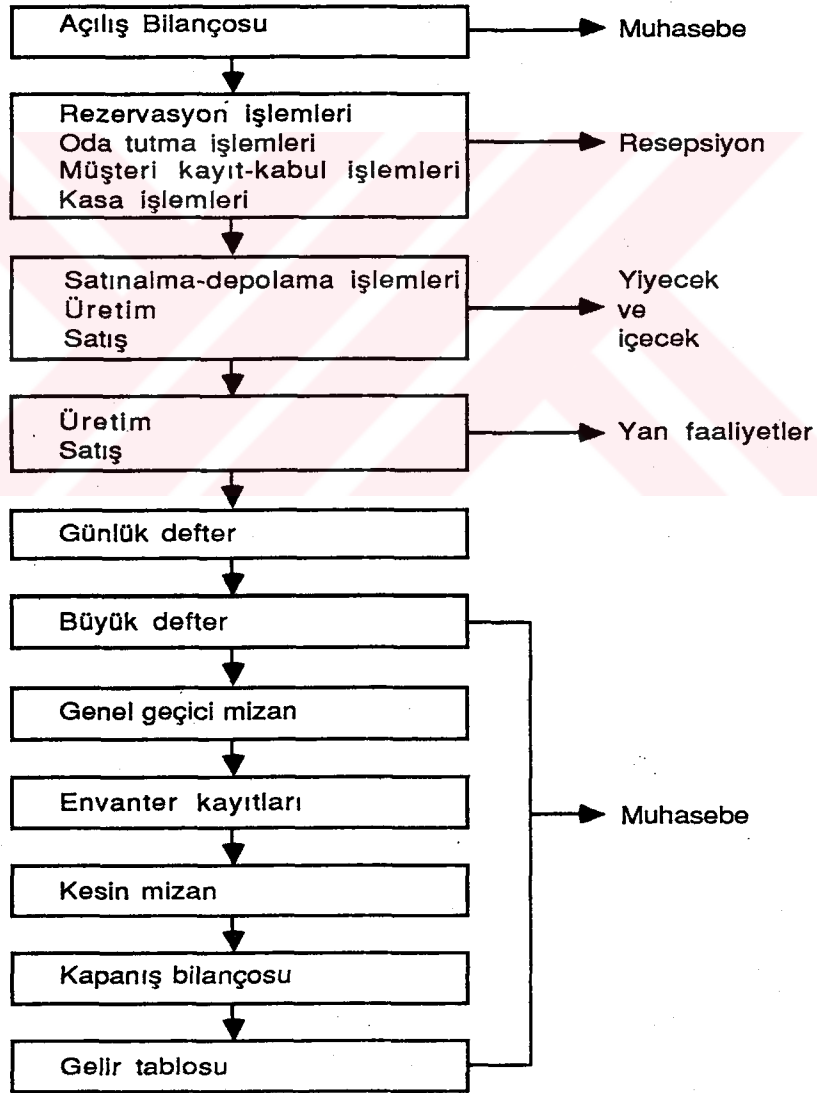 Açılış Bilançosu
Muhasebe
Rezervasyon işlemleri
Oda tutma işlemleri
Müşteri kayıt-kabul işlemleri
Kasa işlemleri
Resepsiyon
Satınalma-depolama işlemleri
Üretim
Satış
Yiyecek
ve
içecek
Üretim
Satış
Yan faaliyetler
Günlük defter
Büyük defter
Genel geçici mizan
Envanter kayıtları
Muhasebe
Kesin mizan
Kapanış bilançosu
Gelir tablosu